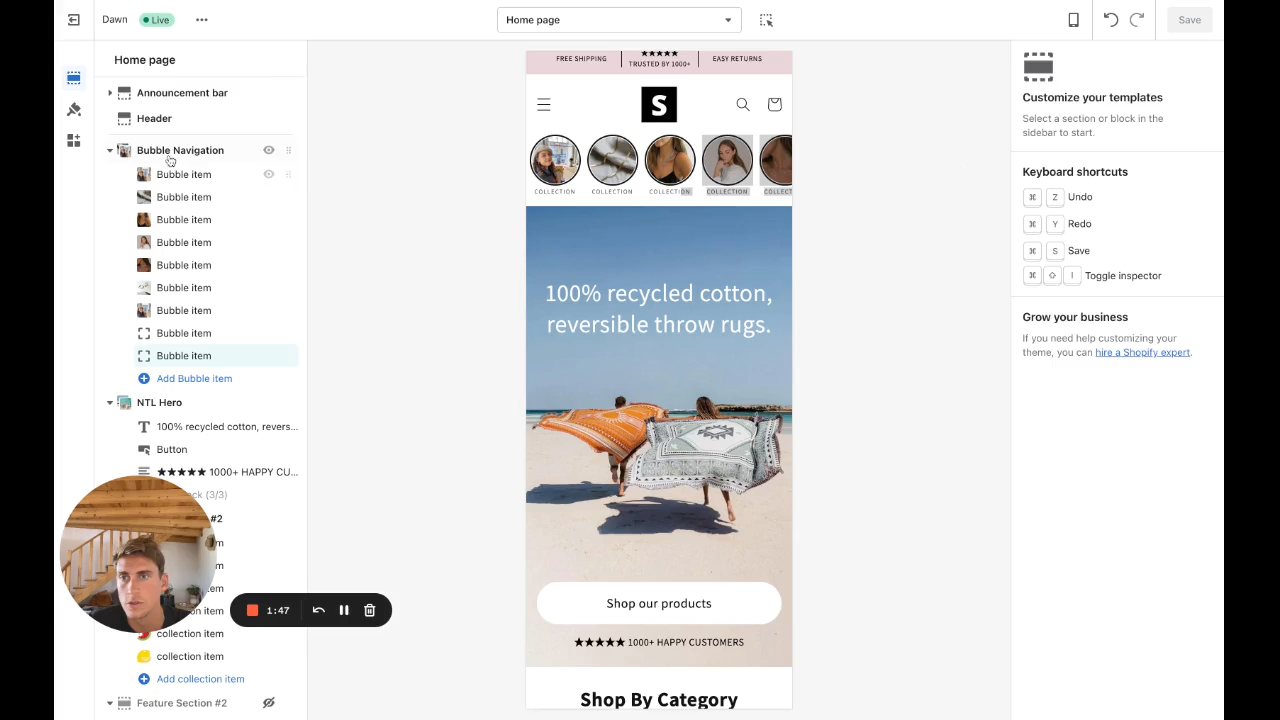 Dawn
Live
Home page
Save
Home page
Announcement bar
Header
Bubble Navigation
Bubble item
Bubble item
Bubble item
Bubble item
Bubble item
Bubble item
Bubble item
Bubble item
Bubble item
Add Bubble item
NTL Hero
100% recycled cotton, revers...
Button
★★★★★ 1000+ HAPPY CU...
(3/3)
#2
collection item
collection item
Add collection item
Feature Section #2
1:47
FREE SHIPPING
★★★★★
TRUSTED BY 1000+
EASY RETURNS
S
COLLECTION
COLLECTION
COLLECTION
COLLECTION
COLLECT
100% recycled cotton,
reversible throw rugs.
Shop our products
★★★★★ 1000+ HAPPY CUSTOMERS
Shop By Category
Customize your templates
Select a section or block in the
sidebar to start.
Keyboard shortcuts
⌘ Z Undo
⌘ Y Redo
⌘ S Save
⌘ ⇧ I Toggle inspector
Grow your business
If you need help customizing your
theme, you can hire a Shopify expert.